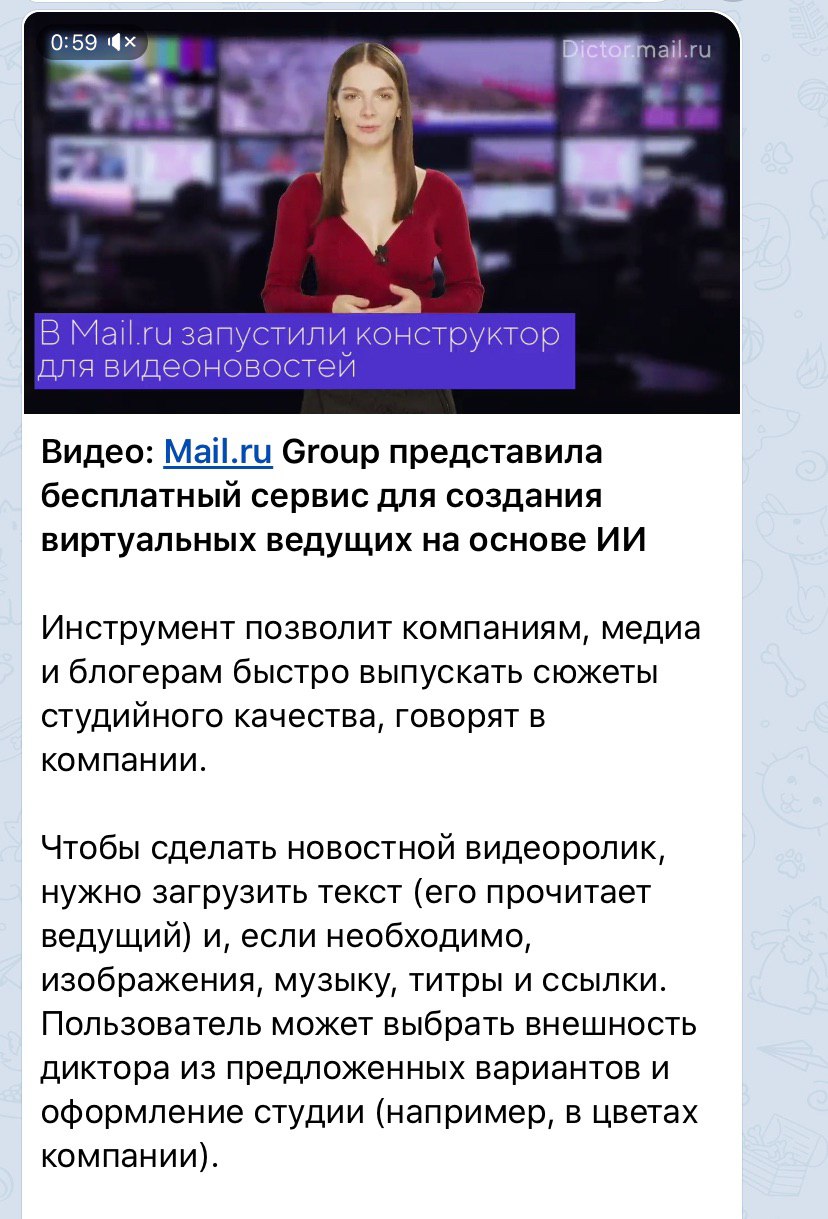 0:59
Dictor.mail.ru
В Mail.ru запустили конструктор
для видеоновостей
Видео: Mail.ru Group представила
бесплатный сервис для создания
виртуальных ведущих на основе ИИ
Инструмент позволит компаниям, медиа
и блогерам быстро выпускать сюжеты
студийного качества, говорят в
компании.
Чтобы сделать новостной видеоролик,
нужно загрузить текст (его прочитает
ведущий) и, если необходимо,
изображения, музыку, титры и ссылки.
Пользователь может выбрать внешность
диктора из предложенных вариантов и
оформление студии (например, в цветах
компании).